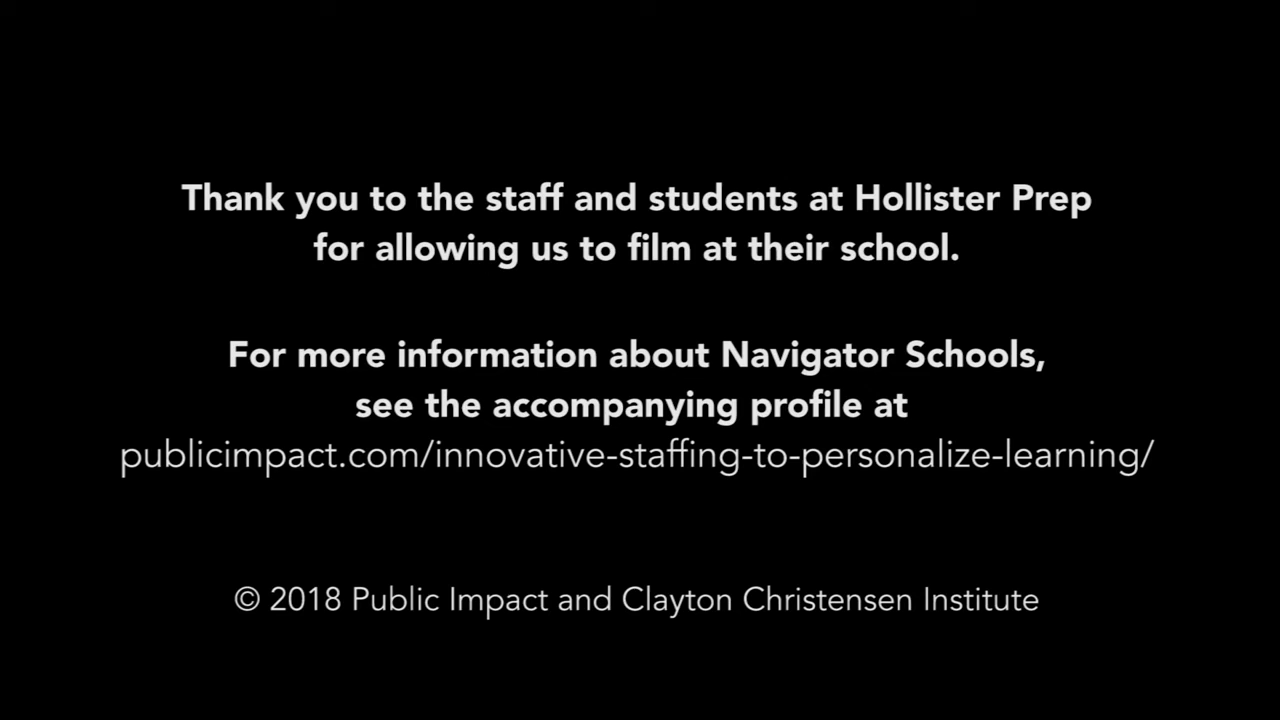 Thank you to the staff and students at Hollister Prep
for allowing us to film at their school.
For more information about Navigator Schools,
see the accompanying profile at
publicimpact.com/innovative-staffing-to-personalize-learning/
© 2018 Public Impact and Clayton Christensen Institute